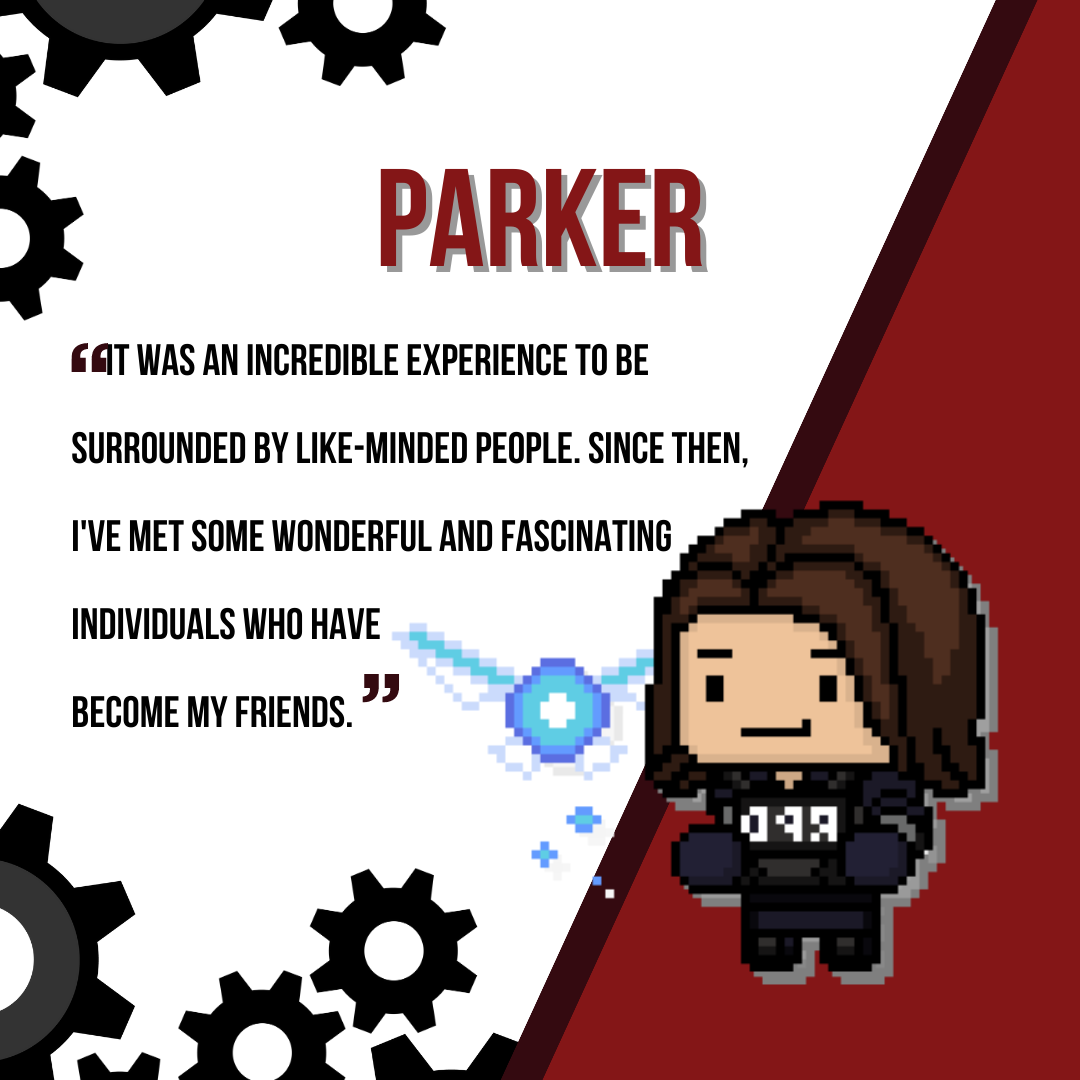 PARKER
“IT WAS AN INCREDIBLE EXPERIENCE TO BE
SURROUNDED BY LIKE-MINDED PEOPLE. SINCE THEN,
I'VE MET SOME WONDERFUL AND FASCINATING
INDIVIDUALS WHO HAVE
BECOME MY FRIENDS. ”